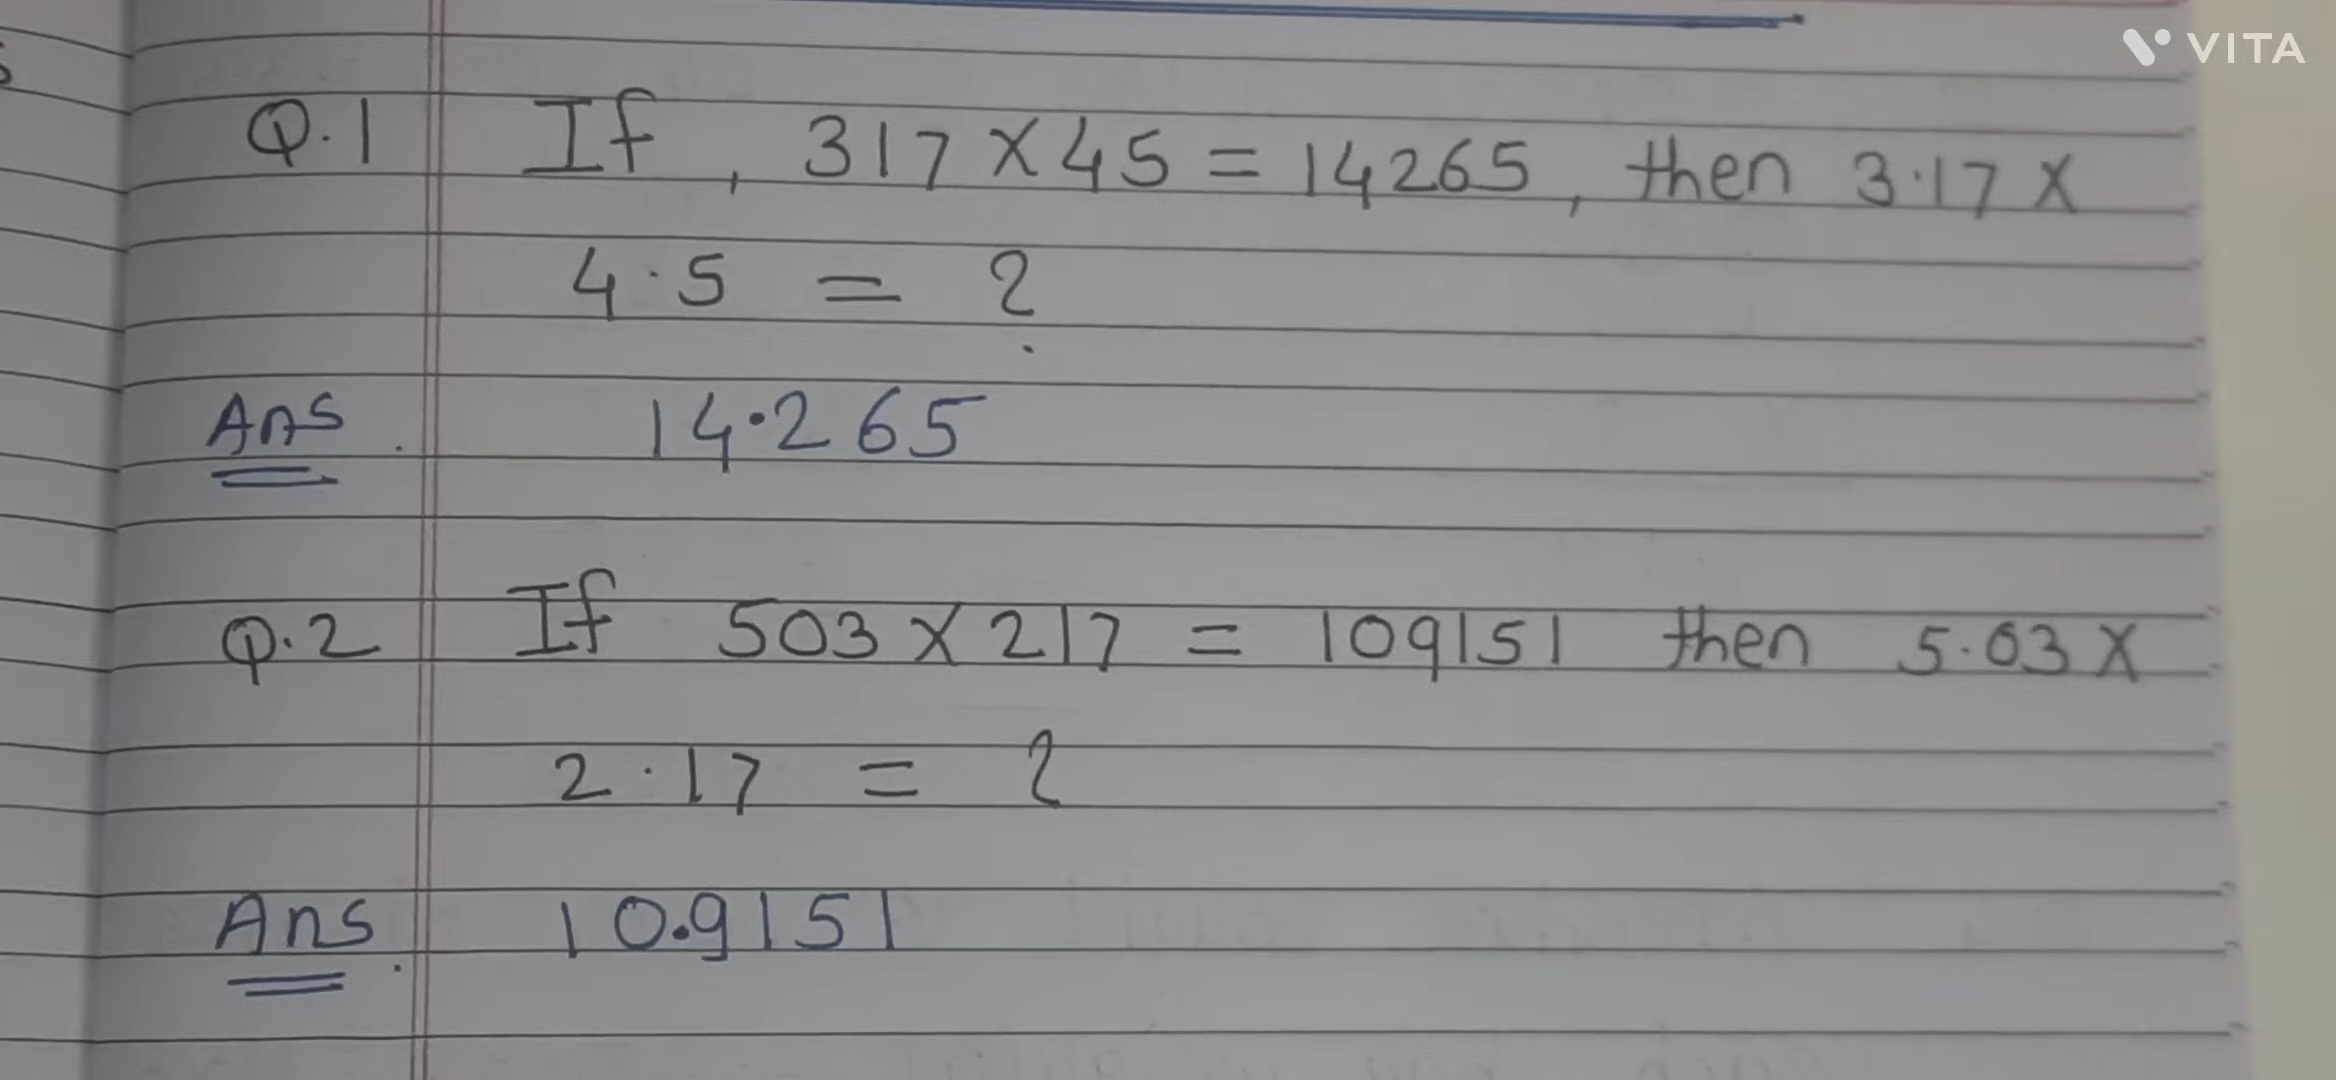 VITA
Q.1 If, 317 X 45 = 14265, then 3.17 X
4.5 = ?
Ans. 14.265
Q.2 If 503 X 217 = 109151 then 5.03 X
2.17 = ?
Ans. 10.9151